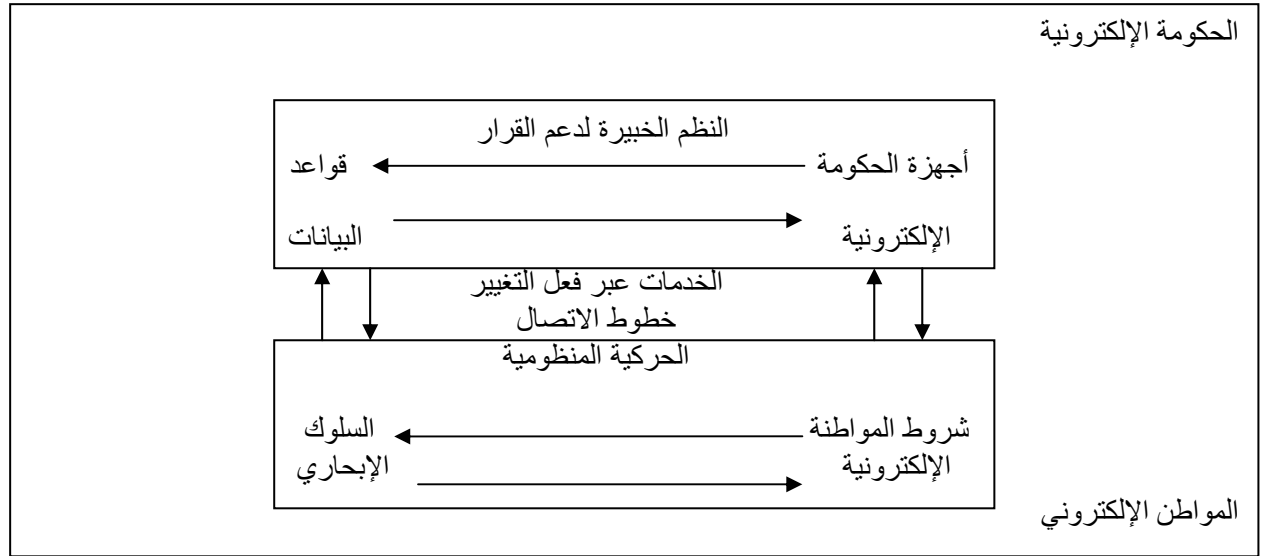 الحكومة الإلكترونية
النظم الخبيرة لدعم القرار
أجهزة الحكومة قواعد
الإلكترونية البيانات
الخدمات عبر فعل التغيير
خطوط الاتصال
الحركية المنظومية
شروط المواطنة السلوك
الإلكترونية الإبحاري
المواطن الإلكتروني